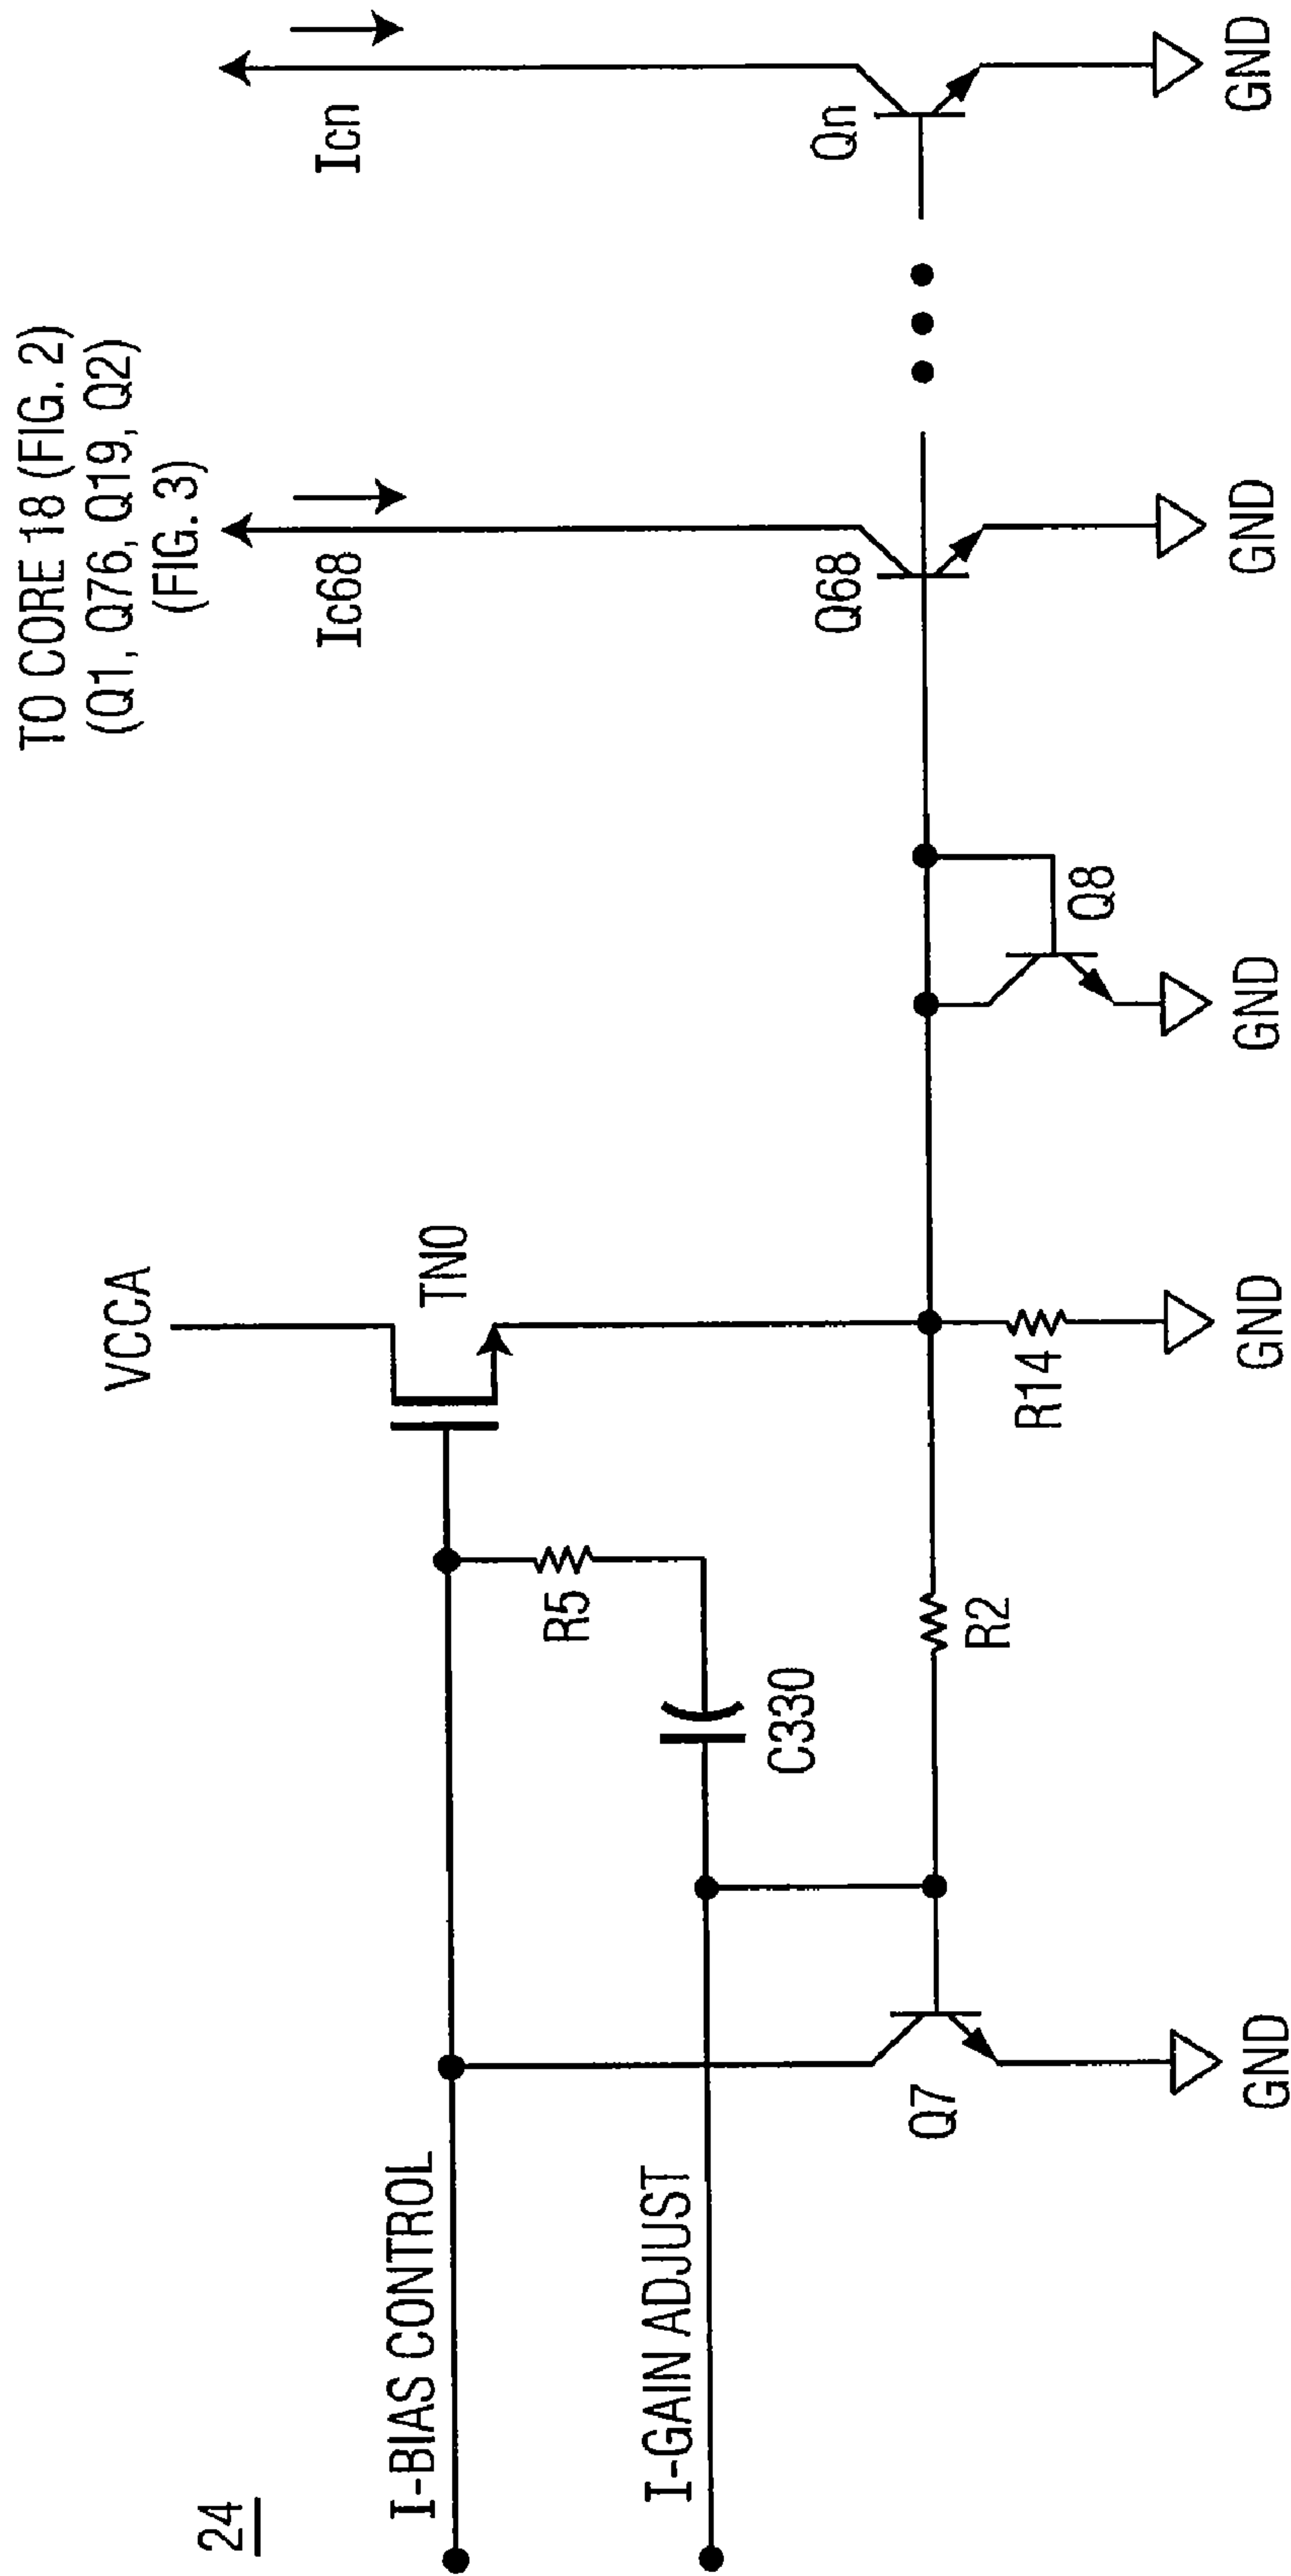 24
I-BIAS CONTROL
I-GAIN ADJUST
Q7
GND
C330
R5
R2
VCCA
TN0
R14
GND
Q8
GND
TO CORE 18 (FIG. 2)
(Q1, Q76, Q19, Q2)
(FIG. 3)
Ic68
Q68
GND
Icn
Qn
GND